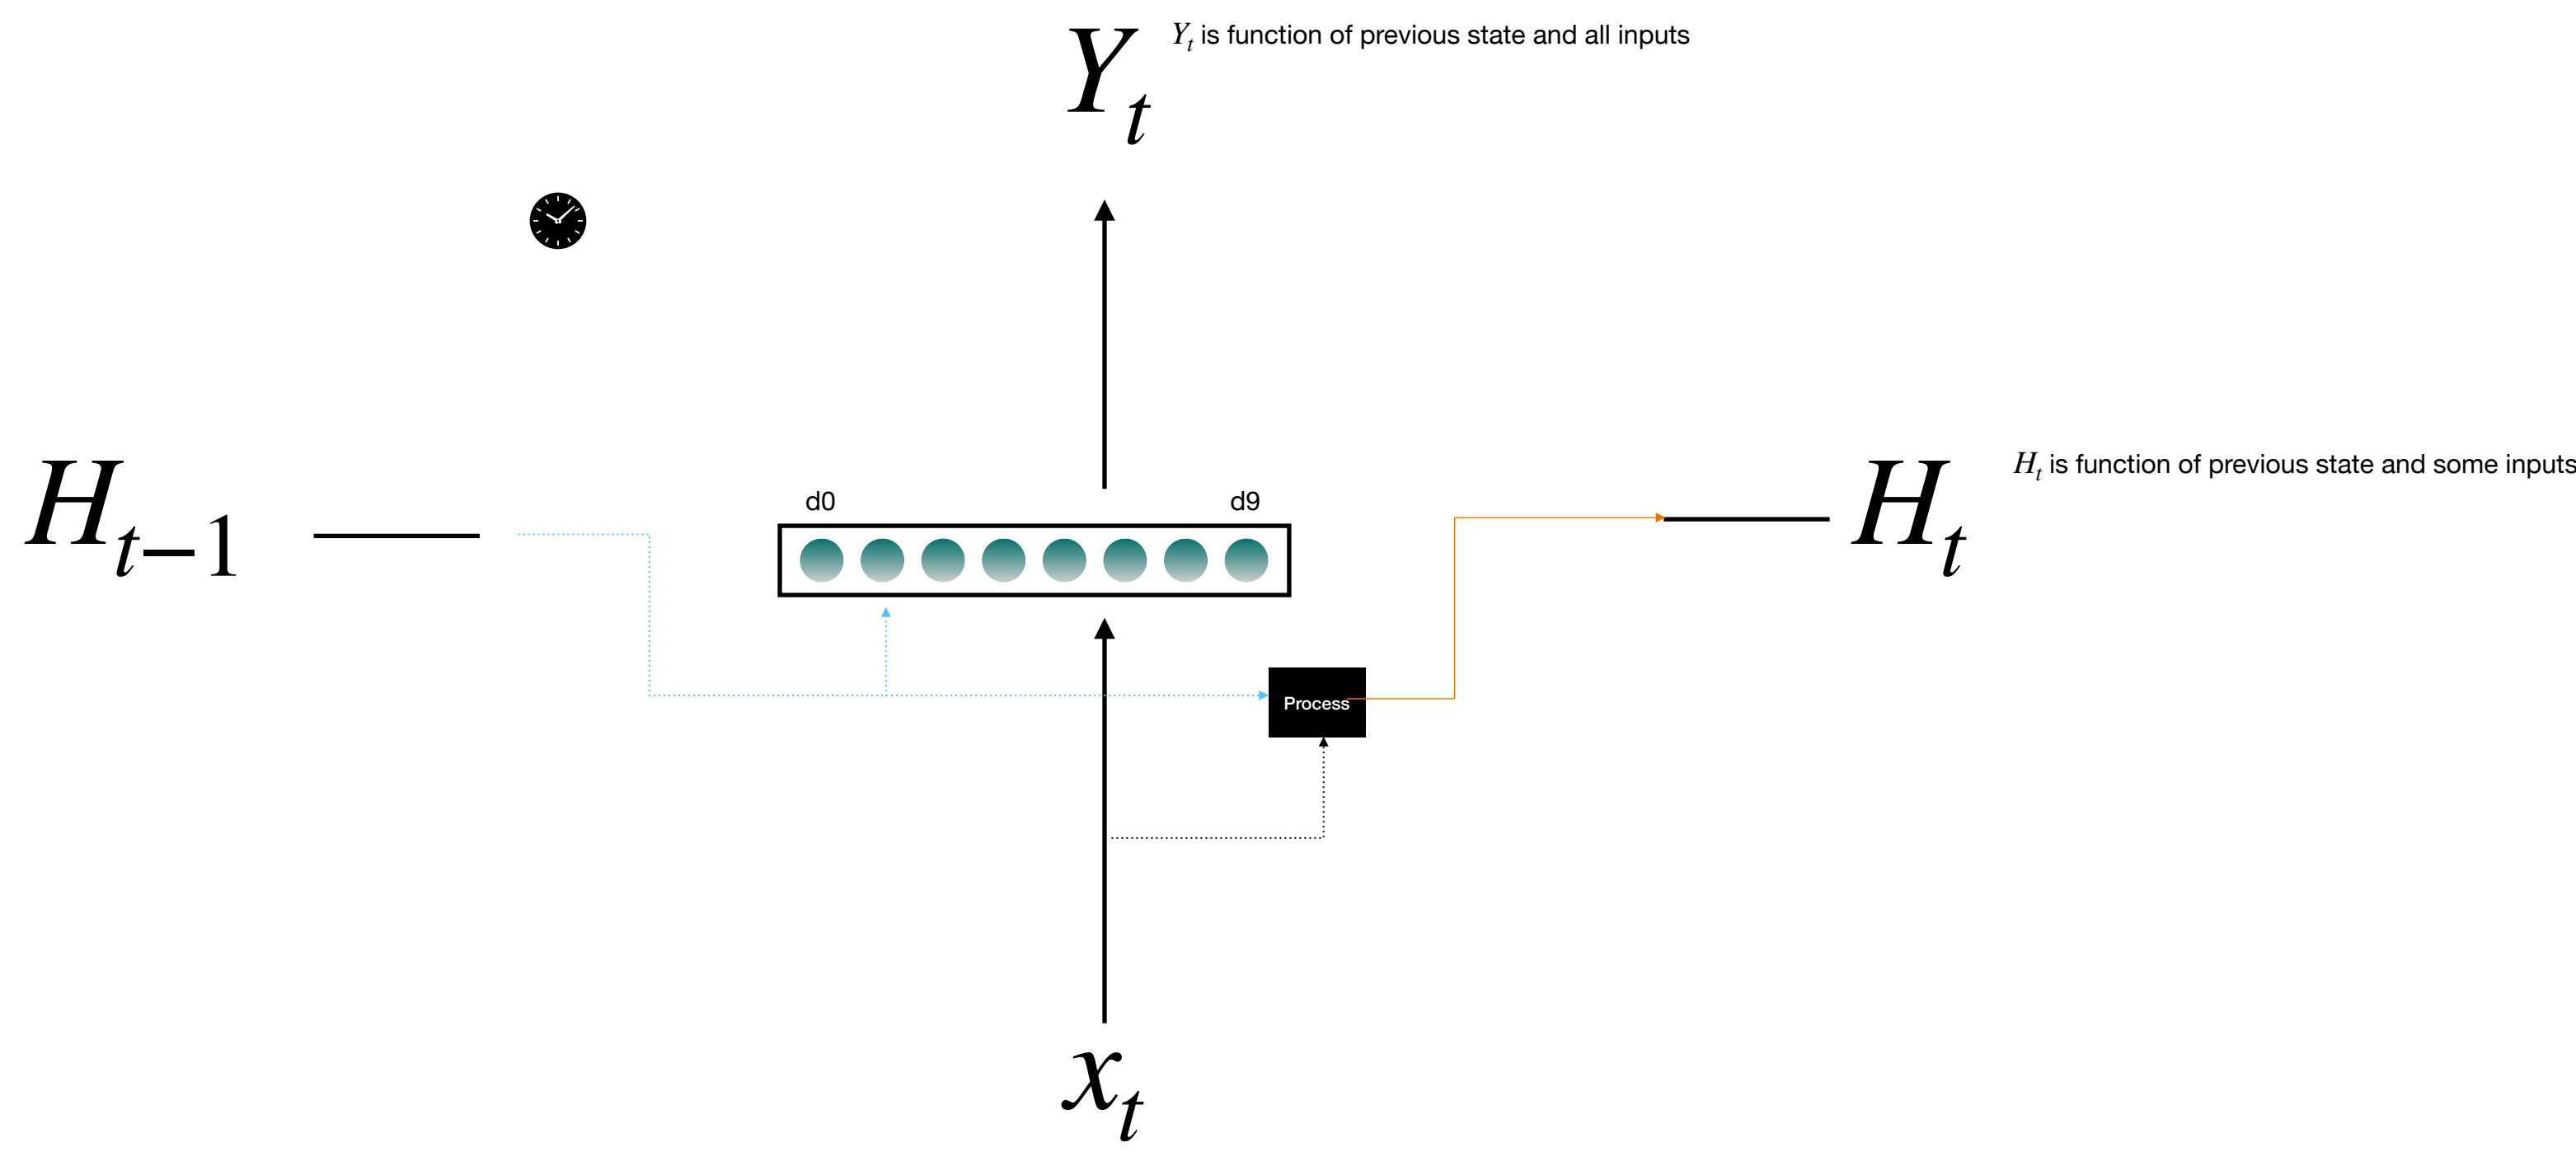 Yt
Yt is function of previous state and all inputs
Ht−1
d0
d9
Ht
Ht is function of previous state and some inputs
Process
xt